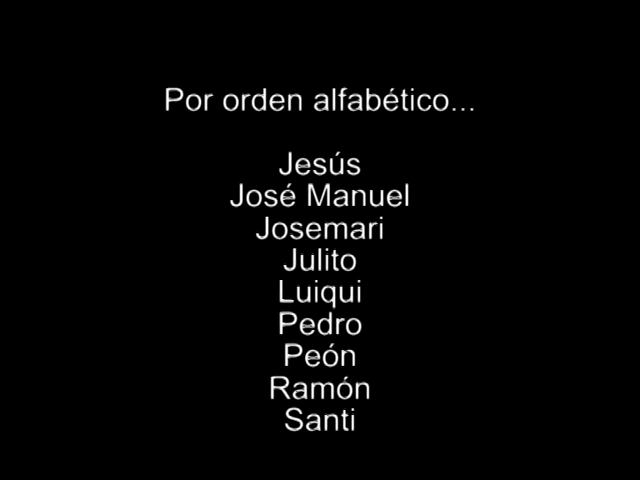 Por orden alfabético...
Jesús
José Manuel
Josemari
Julito
Luiqui
Pedro
Peón
Ramón
Santi